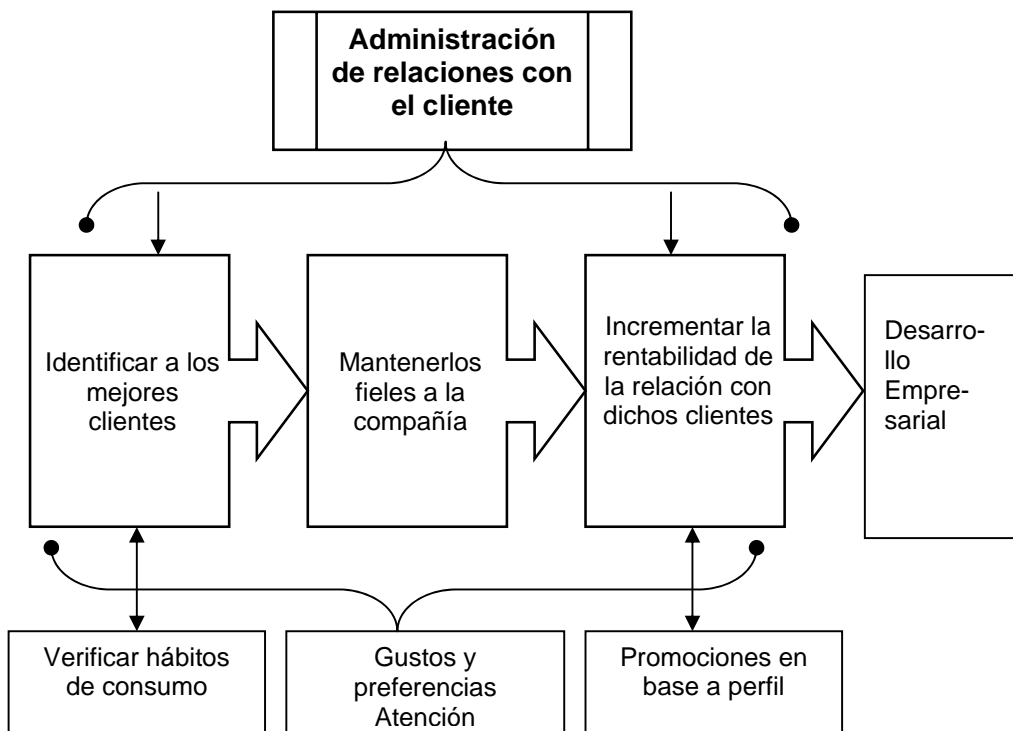 Administración
de relaciones con
el cliente
Identificar a los
mejores
clientes
Mantenerlos
fieles a la
compañía
Incrementar la
rentabilidad de
la relación con
dichos clientes
Desarro-
llo
Empre-
sarial
Verificar hábitos
de consumo
Gustos y
preferencias
Atención
Promociones en
base a perfil